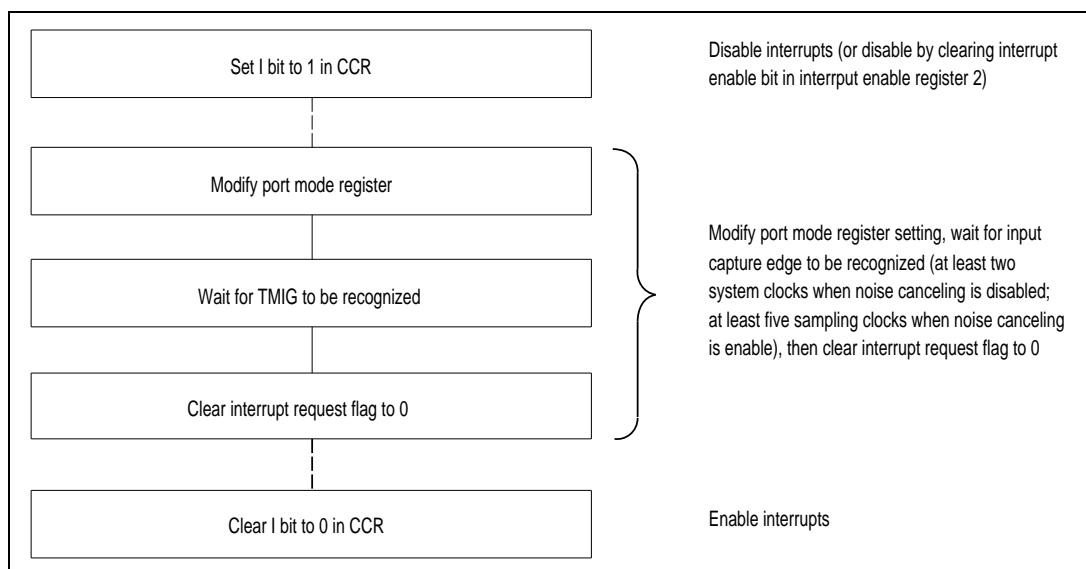 Set I bit to 1 in CCR
Disable interrupts (or disable by clearing interrupt
enable bit in interrput enable register 2)
Modify port mode register
Wait for TMIG to be recognized
Clear interrupt request flag to 0
Modify port mode register setting, wait for input
capture edge to be recognized (at least two
system clocks when noise canceling is disabled;
at least five sampling clocks when noise canceling
is enable), then clear interrupt request flag to 0
Clear I bit to 0 in CCR
Enable interrupts